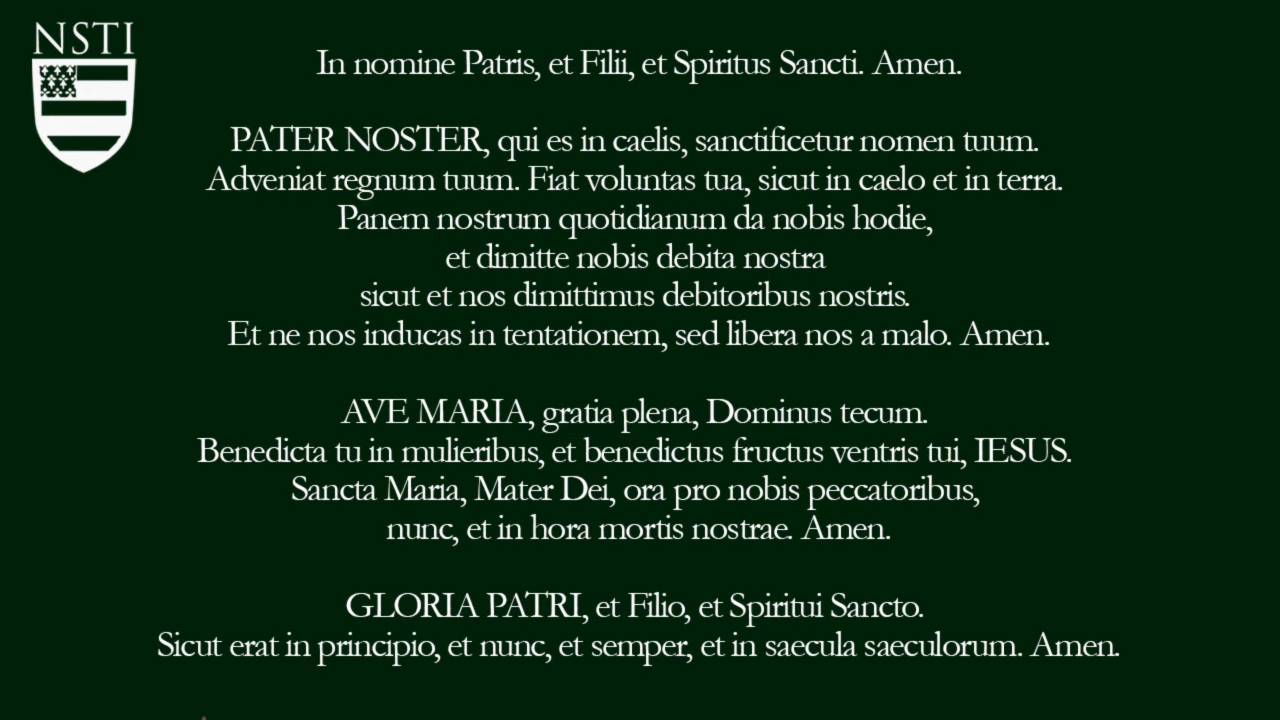 NSTI
In nomine Patris, et Filii, et Spiritus Sancti. Amen.
PATER NOSTER, qui es in caelis, sanctificetur nomen tuum.
Adveniat regnum tuum. Fiat voluntas tua, sicut in caelo et in terra.
Panem nostrum quotidianum da nobis hodie,
et dimitte nobis debita nostra
sicut et nos dimittimus debitoribus nostris.
Et ne nos inducas in tentationem, sed libera nos a malo. Amen.
AVE MARIA, gratia plena, Dominus tecum.
Benedicta tu in mulieribus, et benedictus fructus ventris tui, IESUS.
Sancta Maria, Mater Dei, ora pro nobis peccatoribus,
nunc, et in hora mortis nostrae. Amen.
GLORIA PATRI, et Filio, et Spiritui Sancto.
Sicut erat in principio, et nunc, et semper, et in saecula saeculorum. Amen.